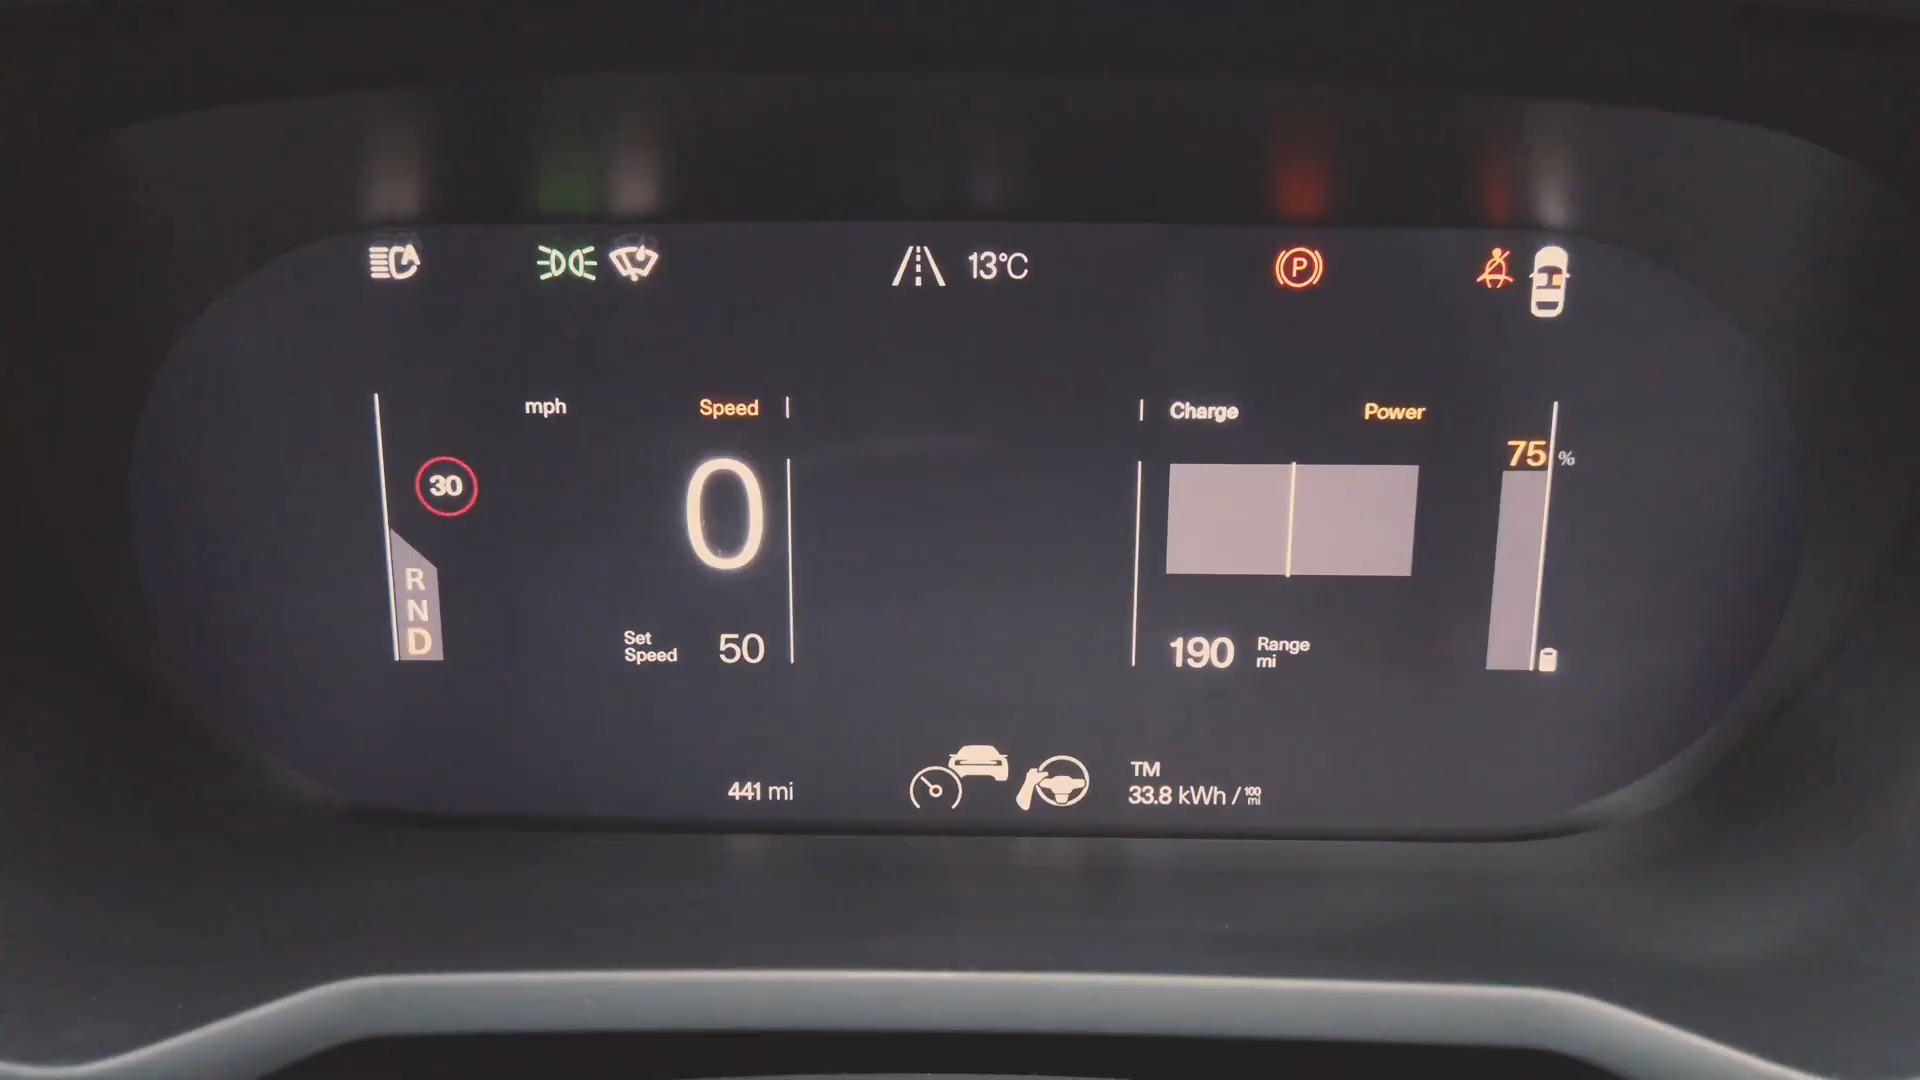 A
13°C
P
mph
Speed
Charge
Power
75 %
30
0
R
N
D
Set
Speed
50
190
Range
mi
441 mi
TM
33.8 kWh / 100 mi